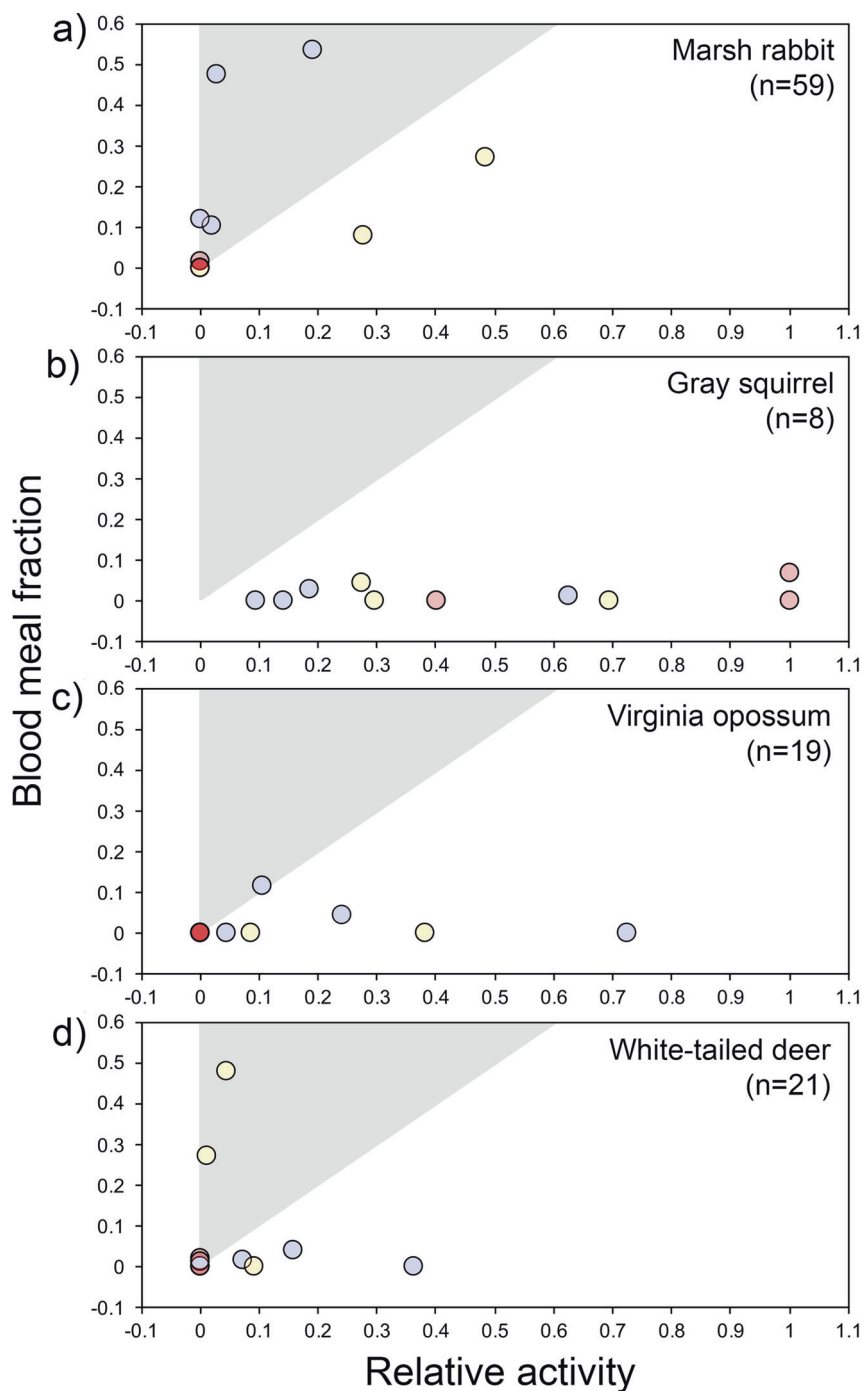 a)
Marsh rabbit
(n=59)
0.6
0.5
0.4
0.3
0.2
0.1
0
-0.1
-0.1 0 0.1 0.2 0.3 0.4 0.5 0.6 0.7 0.8 0.9 1 1.1
b)
Gray squirrel
(n=8)
0.6
0.5
0.4
0.3
0.2
0.1
0
-0.1
-0.1 0 0.1 0.2 0.3 0.4 0.5 0.6 0.7 0.8 0.9 1 1.1
Blood meal fraction
c)
Virginia opossum
(n=19)
0.6
0.5
0.4
0.3
0.2
0.1
0
-0.1
-0.1 0 0.1 0.2 0.3 0.4 0.5 0.6 0.7 0.8 0.9 1 1.1
d)
White-tailed deer
(n=21)
0.6
0.5
0.4
0.3
0.2
0.1
0
-0.1
-0.1 0 0.1 0.2 0.3 0.4 0.5 0.6 0.7 0.8 0.9 1 1.1
Relative activity